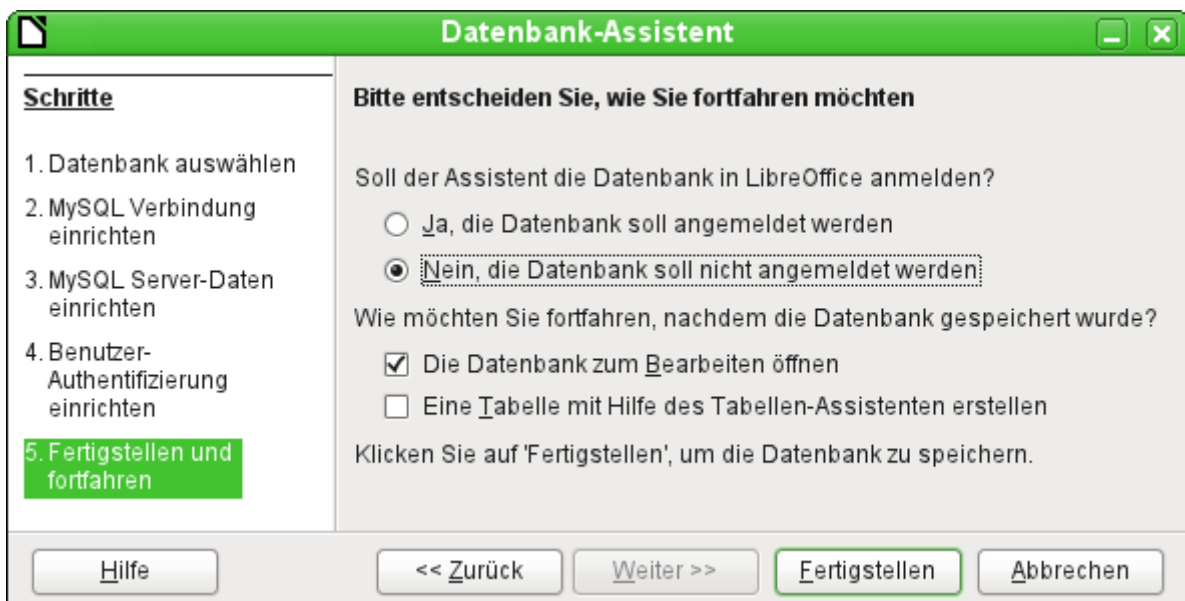 Datenbank-Assistent
Schritte
1. Datenbank auswählen
2. MySQL Verbindung
einrichten
3. MySQL Server-Daten
einrichten
4. Benutzer-
Authentifizierung
einrichten
5. Fertigstellen und
fortfahren
Bitte entscheiden Sie, wie Sie fortfahren möchten
Soll der Assistent die Datenbank in LibreOffice anmelden?
Ja, die Datenbank soll angemeldet werden
Nein, die Datenbank soll nicht angemeldet werden
Wie möchten Sie fortfahren, nachdem die Datenbank gespeichert wurde?
Die Datenbank zum Bearbeiten öffnen
Eine Tabelle mit Hilfe des Tabellen-Assistenten erstellen
Klicken Sie auf 'Fertigstellen', um die Datenbank zu speichern.
Hilfe
<< Zurück
Weiter >>
Fertigstellen
Abbrechen